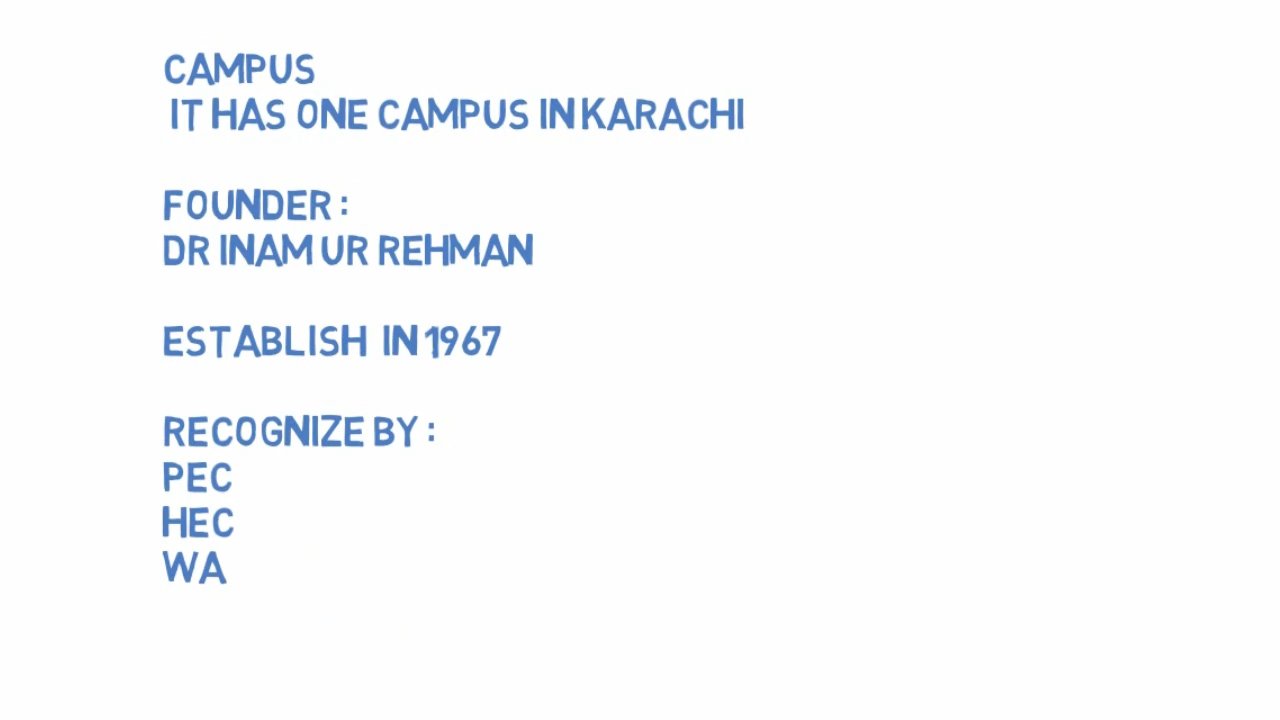 CAMPUS
IT HAS ONE CAMPUS IN KARACHI
FOUNDER :
DR INAM UR REHMAN
ESTABLISH IN 1967
RECOGNIZE BY :
PEC
HEC
WA